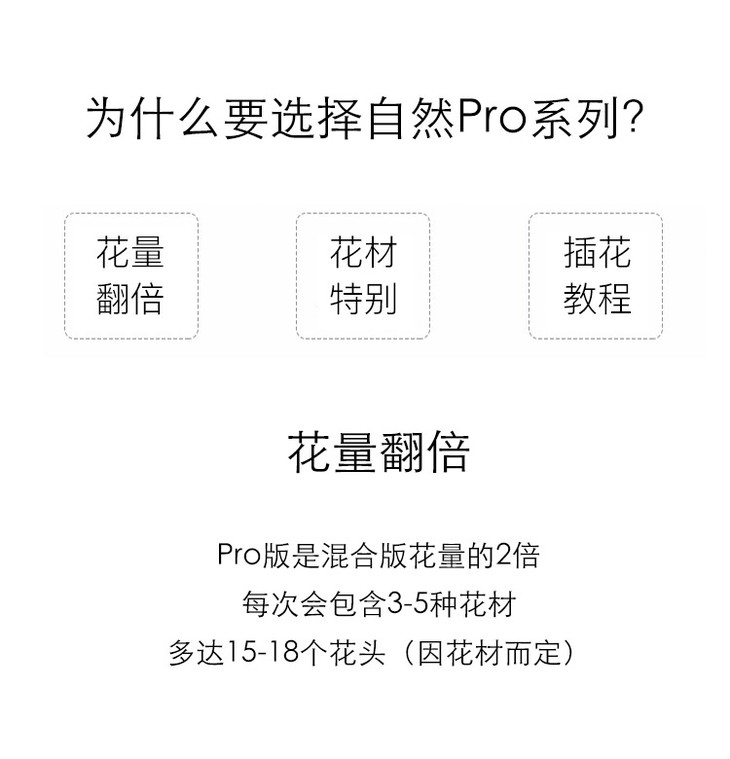 为什么要选择自然Pro系列?
花量
翻倍
花材
特别
插花
教程
花量翻倍
Pro版是混合版花量的2倍
每次会包含3-5种花材
多达15-18个花头（因花材而定）